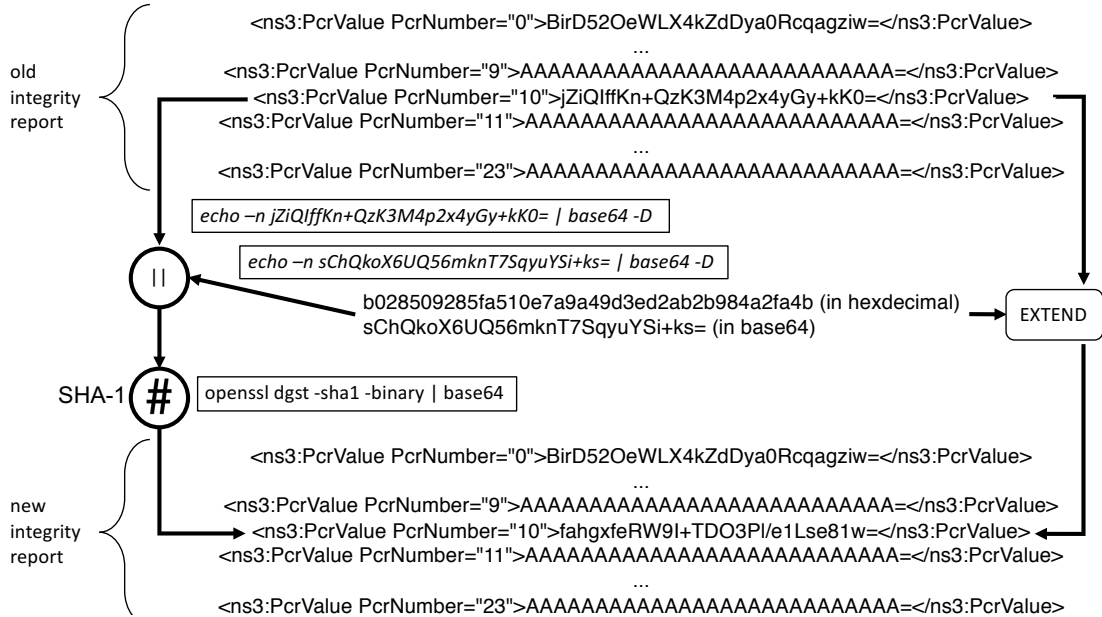 <ns3:PcrValue PcrNumber="0">BirD52OeWLX4kZdDya0Rcqagziw=</ns3:PcrValue>
...
old
integrity
report
<ns3:PcrValue PcrNumber="9">AAAAAAAAAAAAAAAAAAAAAAAAAAA=</ns3:PcrValue>
<ns3:PcrValue PcrNumber="10">jZiQIffKn+QzK3M4p2x4yGy+kK0=</ns3:PcrValue>
<ns3:PcrValue PcrNumber="11">AAAAAAAAAAAAAAAAAAAAAAAAAAA=</ns3:PcrValue>
...
<ns3:PcrValue PcrNumber="23">AAAAAAAAAAAAAAAAAAAAAAAAAAA=</ns3:PcrValue>
echo –n jZiQIffKn+QzK3M4p2x4yGy+kK0= | base64 -D
echo –n sChQkoX6UQ56mknT7SqyuYSi+ks= | base64 -D
||
b028509285fa510e7a9a49d3ed2ab2b984a2fa4b (in hexdecimal)
sChQkoX6UQ56mknT7SqyuYSi+ks= (in base64)
EXTEND
SHA-1
#
openssl dgst -sha1 -binary | base64
<ns3:PcrValue PcrNumber="0">BirD52OeWLX4kZdDya0Rcqagziw=</ns3:PcrValue>
...
new
integrity
report
<ns3:PcrValue PcrNumber="9">AAAAAAAAAAAAAAAAAAAAAAAAAAA=</ns3:PcrValue>
<ns3:PcrValue PcrNumber="10">fahgxfeRW9I+TDO3Pl/e1Lse81w=</ns3:PcrValue>
<ns3:PcrValue PcrNumber="11">AAAAAAAAAAAAAAAAAAAAAAAAAAA=</ns3:PcrValue>
...
<ns3:PcrValue PcrNumber="23">AAAAAAAAAAAAAAAAAAAAAAAAAAA=</ns3:PcrValue>